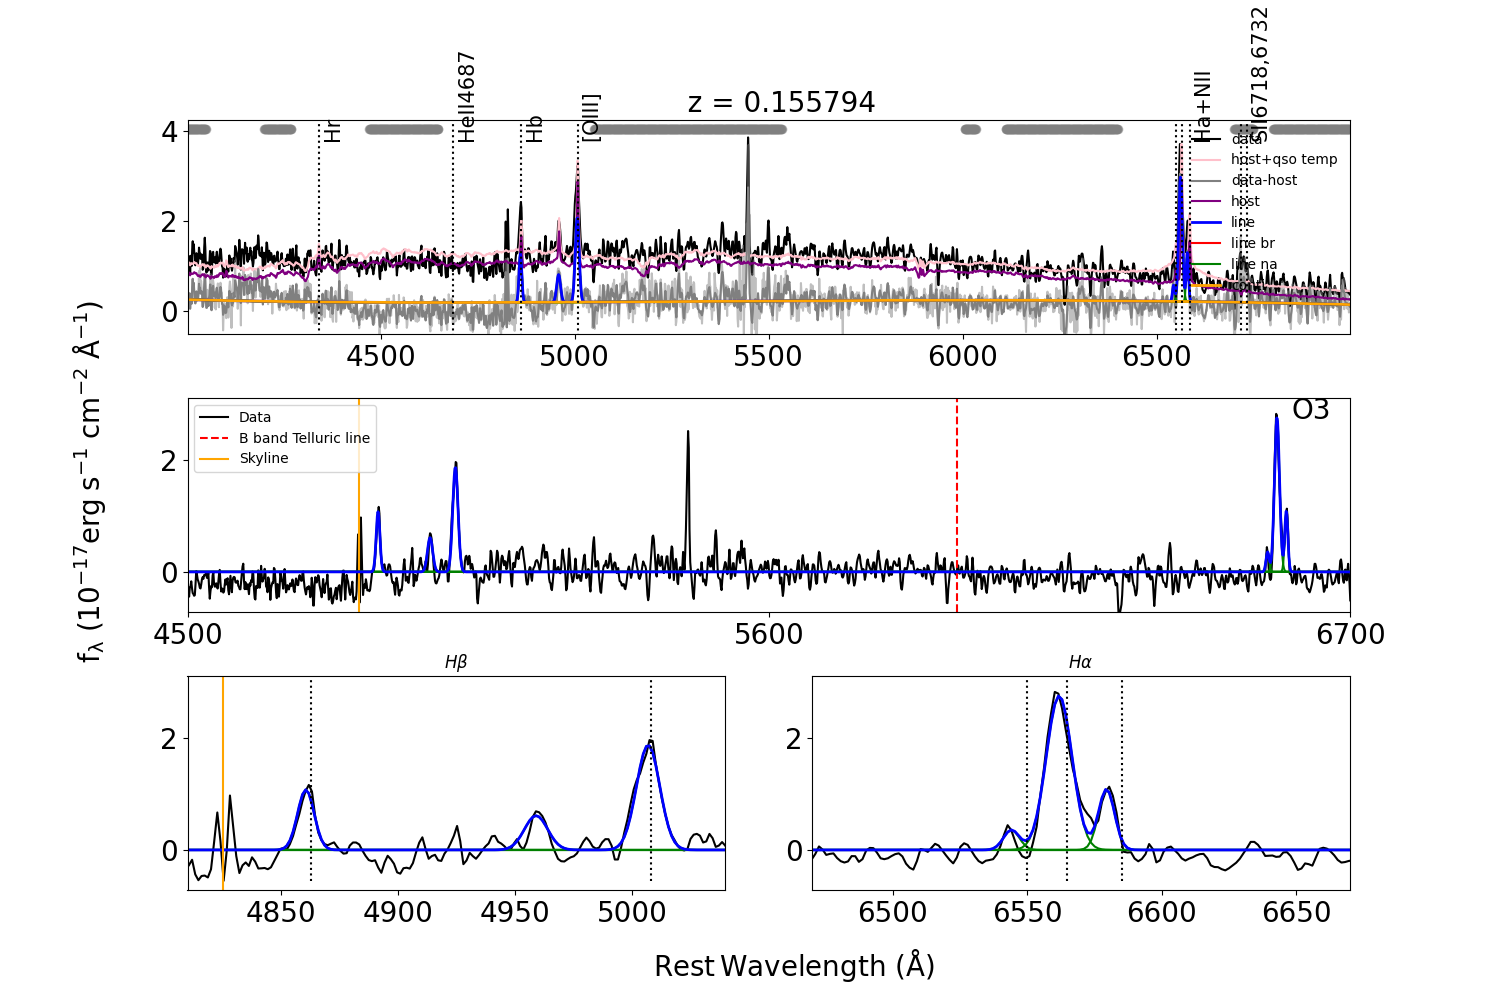 z = 0.155794
Hr
HeII4687
Hb
[OIII]
Ha+NII
SII6718,6732
data
host+qso temp
data-host
host
line
line br
line na
4
2
0
4500
5000
5500
6000
6500
O3
Data
B band Telluric line
Skyline
2
0
4500
5600
6700
fλ (10⁻¹⁷erg s⁻¹ cm⁻² Å⁻¹)
Hβ
2
0
4850
4900
4950
5000
Hα
2
0
6500
6550
6600
6650
Rest Wavelength (Å)